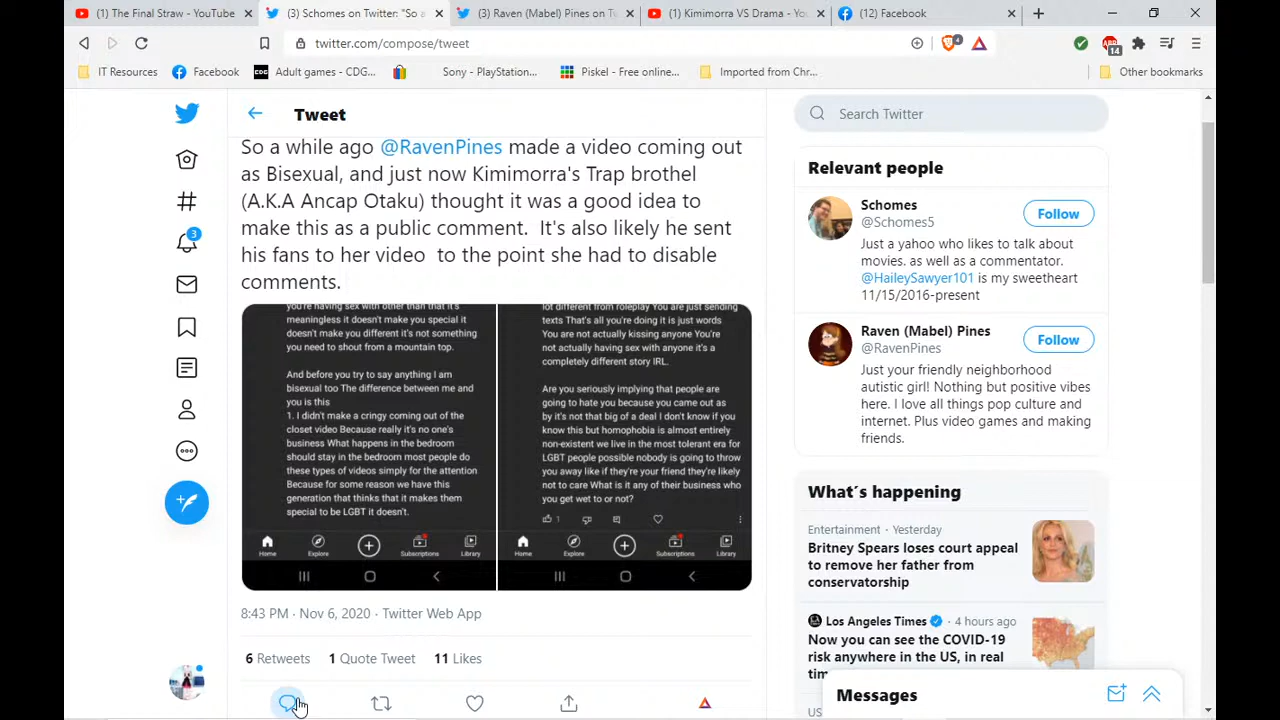 (1) The Final Straw - YouTube
(3) Schomes on Twitter: "So a
(3) Raven (Mabel) Pines on Tw
(1) Kimimorra VS Drama - You
(12) Facebook
twitter.com/compose/tweet
4
14
IT Resources
Facebook
CDG
Adult games - CDG...
Sony - PlayStation...
Piskel - Free online...
Imported from Chr...
Other bookmarks
Tweet
So a while ago @RavenPines made a video coming out
as Bisexual, and just now Kimimorra's Trap brothel
(A.K.A Ancap Otaku) thought it was a good idea to
make this as a public comment. It's also likely he sent
his fans to her video to the point she had to disable
comments.
you're having sex with other than that it's
meaningless it doesn't make you special it
doesn't make you different it's not something
you need to shout from a mountain top.
And before you try to say anything I am
bisexual too The difference between me and
you is this
1. I didn't make a cringy coming out of the
closet video Because really it's no one's
business What happens in the bedroom
should stay in the bedroom most people do
these types of videos simply for the attention
Because for some reason we have this
generation that thinks that it makes them
special to be LGBT it doesn't.
Home
Explore
Subscriptions
Library
lot different from roleplay You are just sending
texts That's all you're doing it is just words
You are not actually kissing anyone You're
not actually having sex with anyone it's a
completely different story IRL.
Are you seriously implying that people are
going to hate you because you came out as
by it's not that big of a deal I don't know if you
know this but homophobia is almost entirely
non-existent we live in the most tolerant era for
LGBT people possible nobody is going to throw
you away like if they're your friend they're likely
not to care What is it any of their business who
you get wet to or not?
1
Home
Explore
Subscriptions
Library
8:43 PM · Nov 6, 2020 · Twitter Web App
6 Retweets 1 Quote Tweet 11 Likes
3
Search Twitter
Relevant people
Schomes
@Schomes5
Follow
Just a yahoo who likes to talk about
movies. as well as a commentator.
@HaileySawyer101 is my sweetheart
11/15/2016-present
Raven (Mabel) Pines
@RavenPines
Follow
Just your friendly neighborhood
autistic girl! Nothing but positive vibes
here. I love all things pop culture and
internet. Plus video games and making
friends.
What's happening
Entertainment · Yesterday
Britney Spears loses court appeal
to remove her father from
conservatorship
Los Angeles Times · 4 hours ago
Now you can see the COVID-19
risk anywhere in the US, in real
time
US
Messages